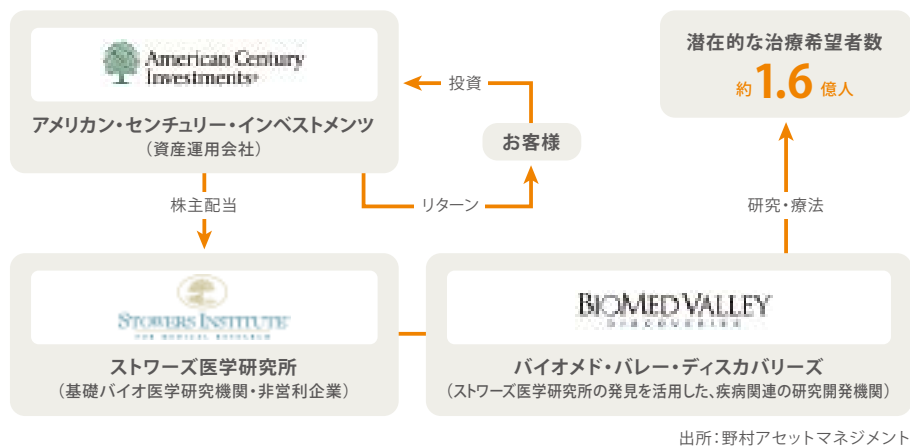 American Century
Investments®
アメリカン・センチュリー・インベストメンツ
（資産運用会社）
投資
お客様
リターン
潜在的な治療希望者数
約1.6億人
株主配当
研究・療法
STOWERS INSTITUTE
FOR MEDICAL RESEARCH
ストワーズ医学研究所
（基礎バイオ医学研究機関・非営利企業）
BIOMED VALLEY
DISCOVERIES
バイオメド・バレー・ディスカバリーズ
（ストワーズ医学研究所の発見を活用した、疾病関連の研究開発機関）
出所：野村アセットマネジメント